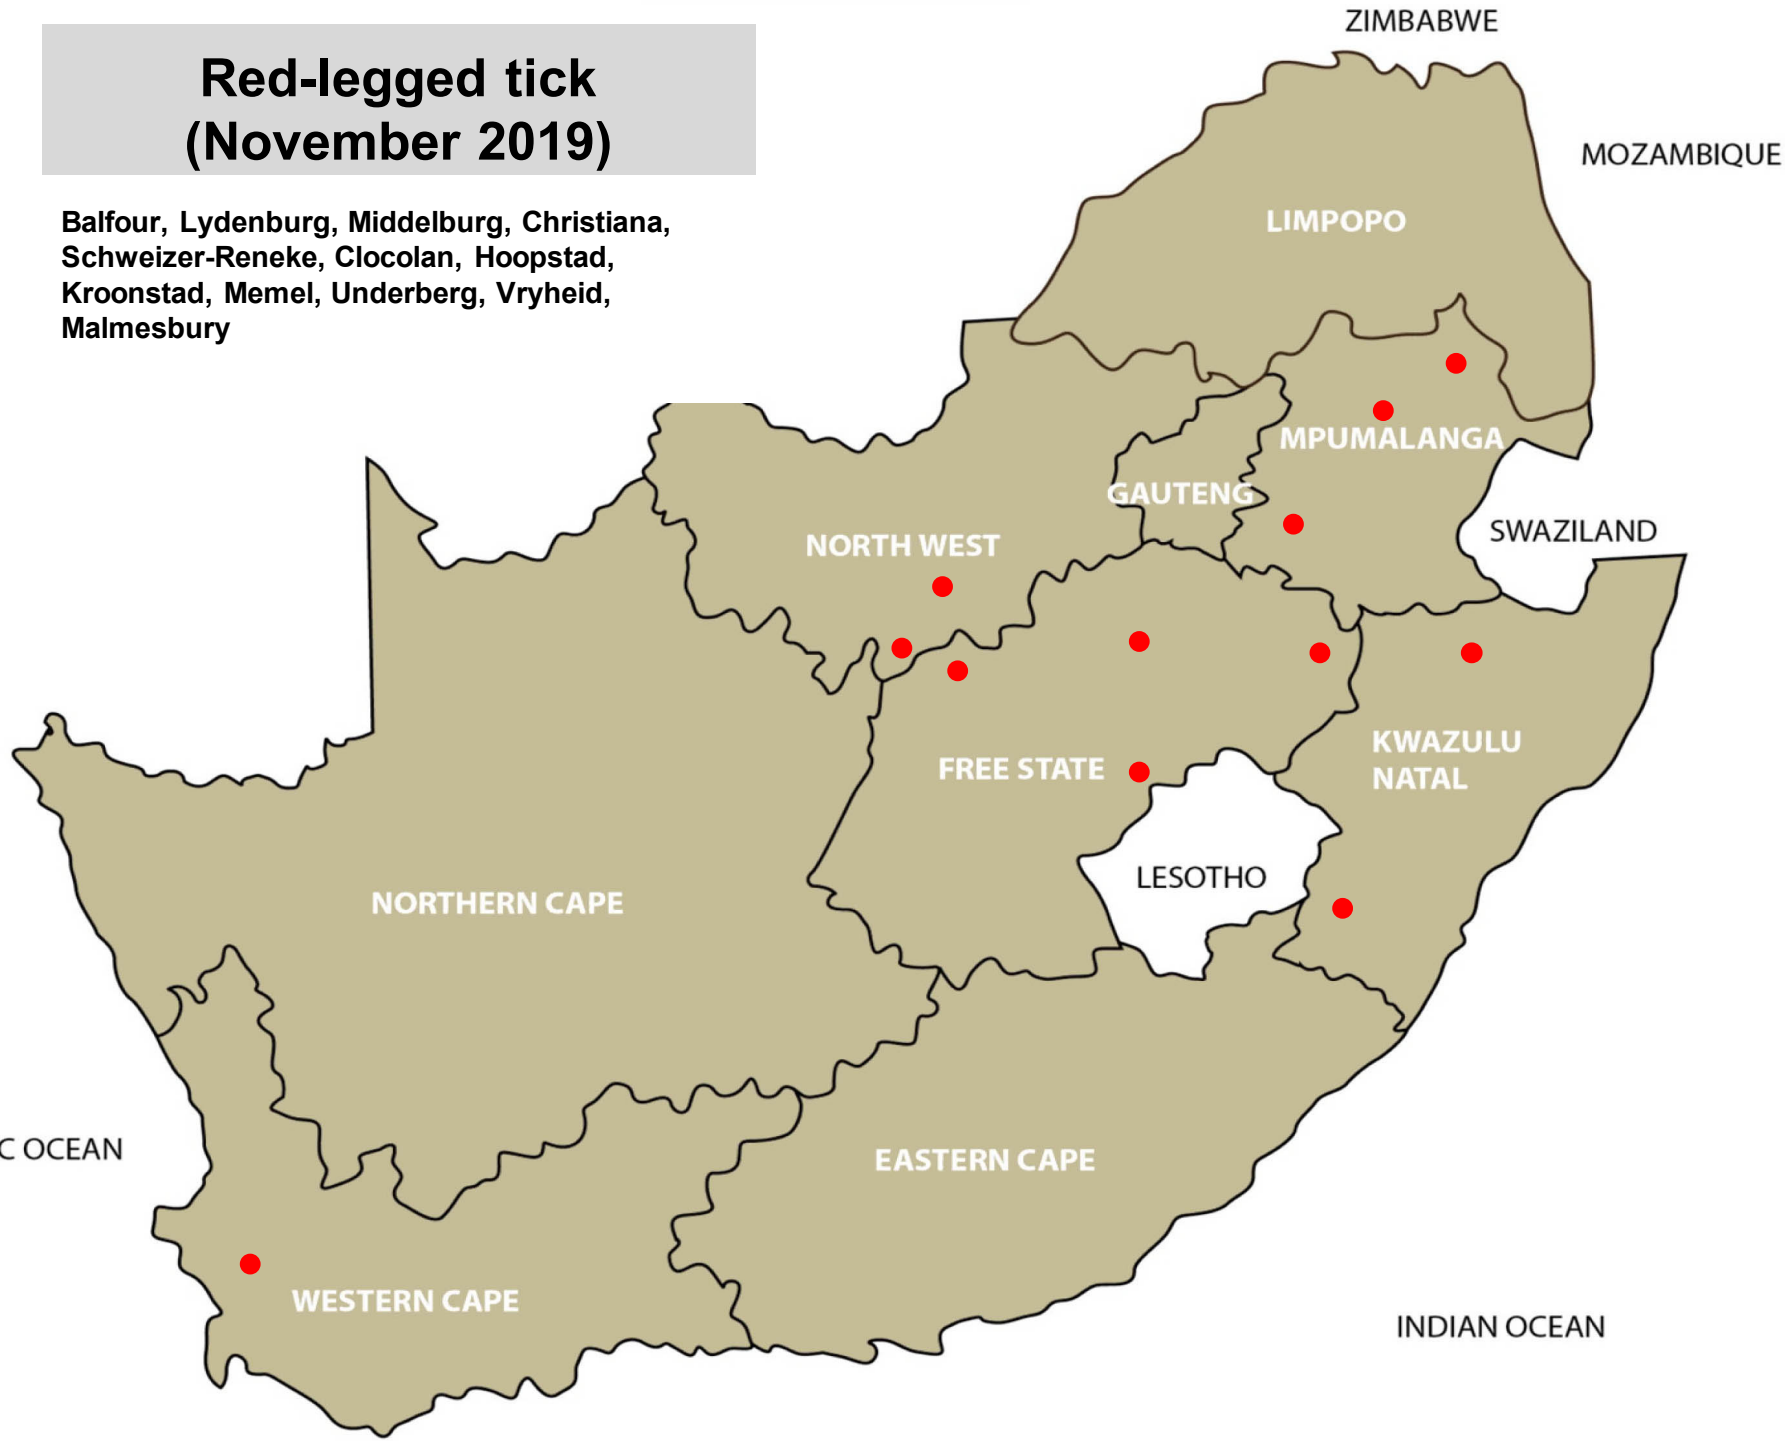 Red-legged tick
(November 2019)
Balfour, Lydenburg, Middelburg, Christiana,
Schweizer-Reneke, Clocolan, Hoopstad,
Kroonstad, Memel, Underberg, Vryheid,
Malmesbury
ZIMBABWE
MOZAMBIQUE
LIMPOPO
MPUMALANGA
GAUTENG
SWAZILAND
NORTH WEST
KWAZULU
NATAL
FREE STATE
LESOTHO
NORTHERN CAPE
C OCEAN
EASTERN CAPE
WESTERN CAPE
INDIAN OCEAN